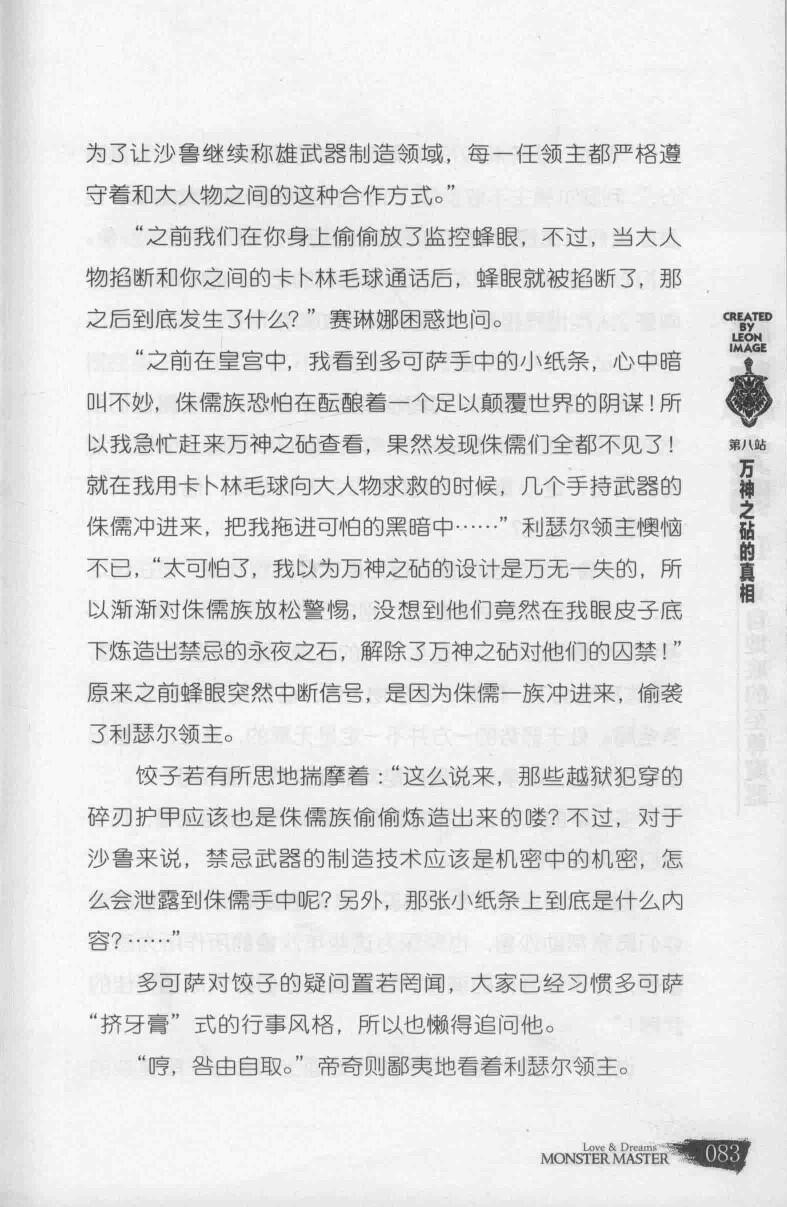 为了让沙鲁继续称雄武器制造领域，每一任领主都严格遵
守着和大人物之间的这种合作方式。”
“之前我们在你身上偷偷放了监控蜂眼，不过，当大人
物掐断和你之间的卡卜林毛球通话后，蜂眼就被掐断了，那
之后到底发生了什么？”赛琳娜困惑地问。
“之前在皇宫中，我看到多可萨手中的小纸条，心中暗
叫不妙，侏儒族恐怕在酝酿着一个足以颠覆世界的阴谋！所
以我急忙赶来万神之砧查看，果然发现侏儒们全都不见了！
就在我用卡卜林毛球向大人物求救的时候，几个手持武器的
侏儒冲进来，把我拖进可怕的黑暗中……”利瑟尔领主懊恼
不已，“太可怕了，我以为万神之砧的设计是万无一失的，所
以渐渐对侏儒族放松警惕，没想到他们竟然在我眼皮子底
下炼造出禁忌的永夜之石，解除了万神之砧对他们的囚禁！”
原来之前蜂眼突然中断信号，是因为侏儒一族冲进来，偷袭
了利瑟尔领主。
饺子若有所思地揣摩着：“这么说来，那些越狱犯穿的
碎刃护甲应该也是侏儒族偷偷炼造出来的喽？不过，对于
沙鲁来说，禁忌武器的制造技术应该是机密中的机密，怎
么会泄露到侏儒手中呢？另外，那张小纸条上到底是什么内
容？……”
多可萨对饺子的疑问置若罔闻，大家已经习惯多可萨
“挤牙膏”式的行事风格，所以也懒得追问他。
“哼，咎由自取。”帝奇则鄙夷地看着利瑟尔领主。
CREATED
BY
LEON
IMAGE
第八站
万神之砧的真相
Love & Dreams
MONSTER MASTER
083